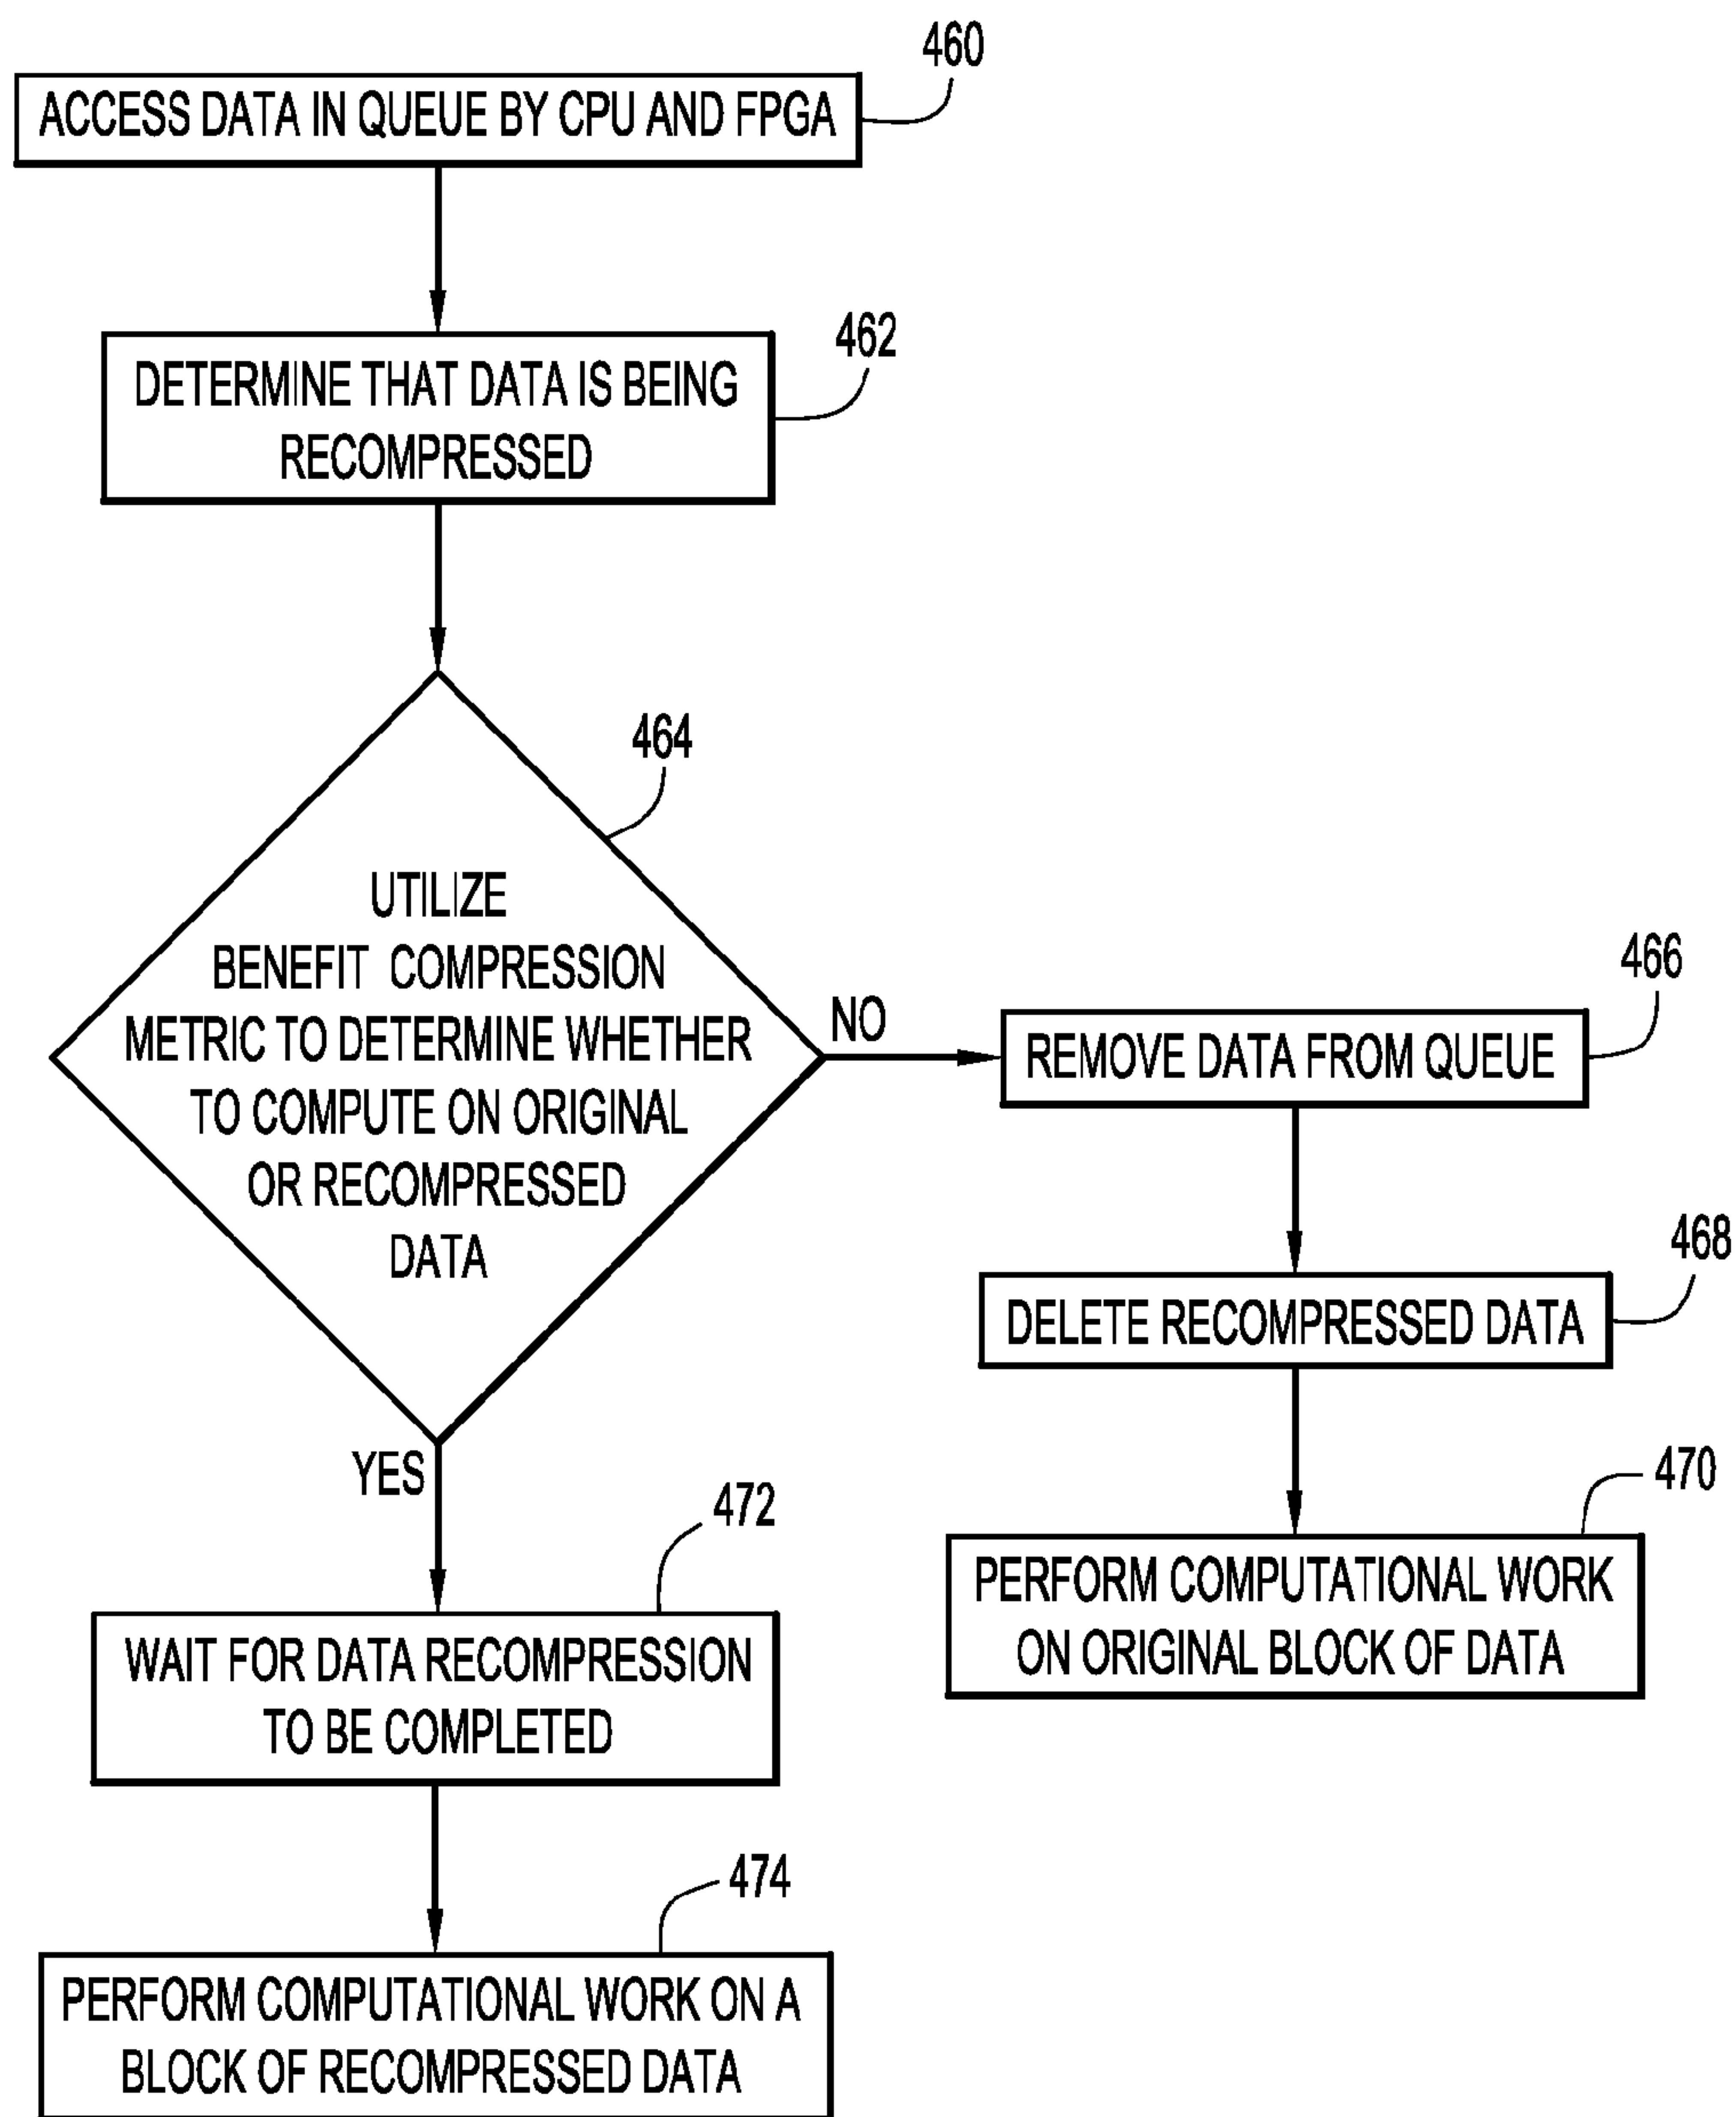 460
ACCESS DATA IN QUEUE BY CPU AND FPGA
462
DETERMINE THAT DATA IS BEING
RECOMPRESSED
464
UTILIZE
BENEFIT COMPRESSION
METRIC TO DETERMINE WHETHER
TO COMPUTE ON ORIGINAL
OR RECOMPRESSED
DATA
NO
466
REMOVE DATA FROM QUEUE
468
DELETE RECOMPRESSED DATA
470
PERFORM COMPUTATIONAL WORK
ON ORIGINAL BLOCK OF DATA
YES
472
WAIT FOR DATA RECOMPRESSION
TO BE COMPLETED
474
PERFORM COMPUTATIONAL WORK ON A
BLOCK OF RECOMPRESSED DATA